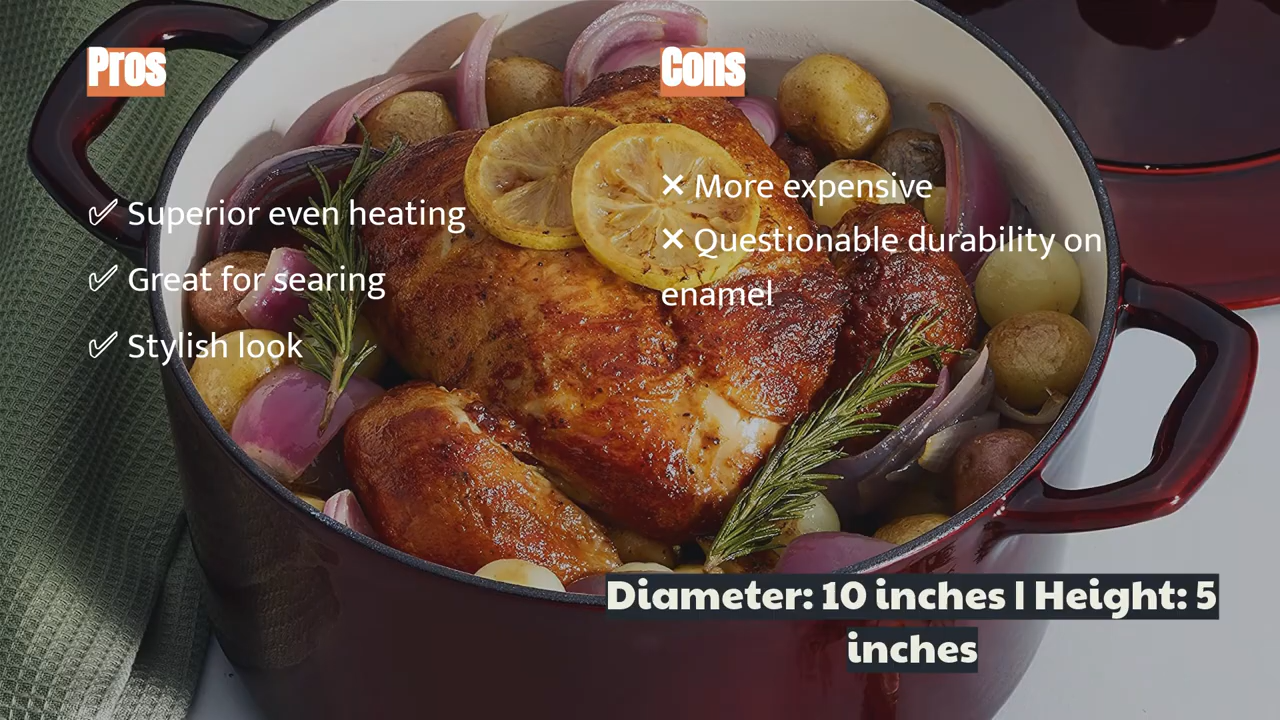 Pros
✅ Superior even heating
✅ Great for searing
✅ Stylish look
Cons
❌ More expensive
❌ Questionable durability on
enamel
Diameter: 10 inches | Height: 5
inches